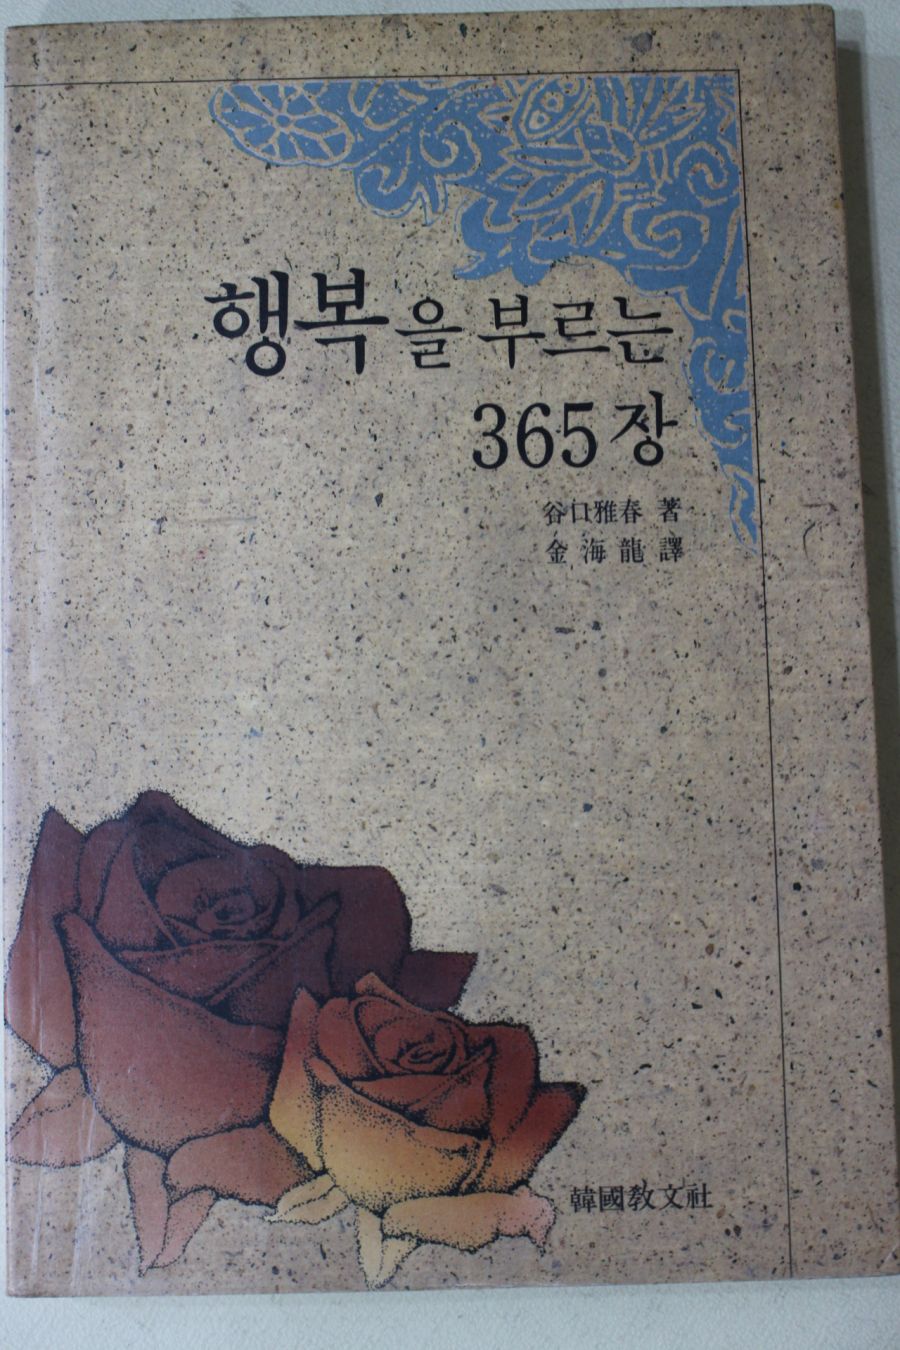 행복을 부르는
365장
谷口雅春 著
金海龍 譯
韓國敎文社